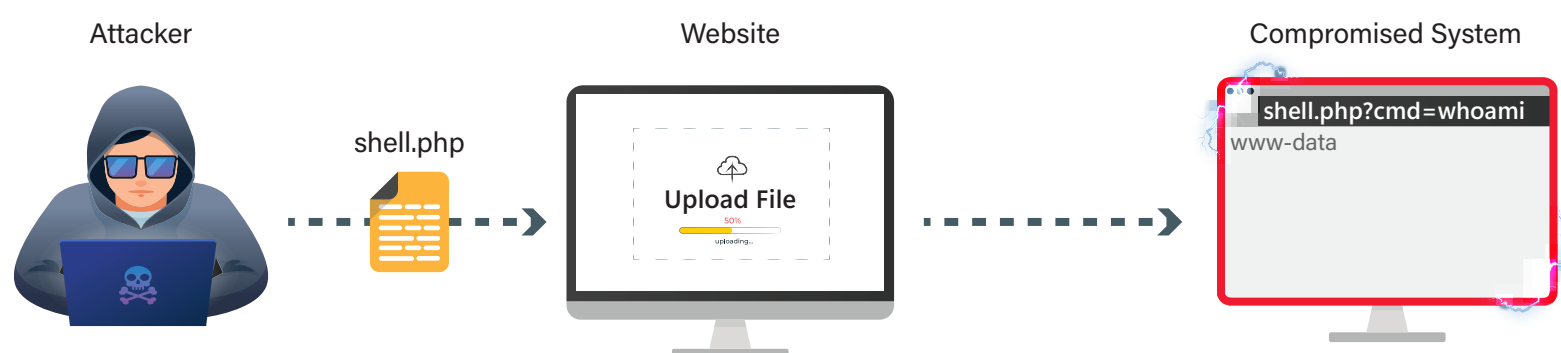 Attacker
Website
Compromised System
shell.php
Upload File
50%
uploading...
shell.php?cmd=whoami
www-data